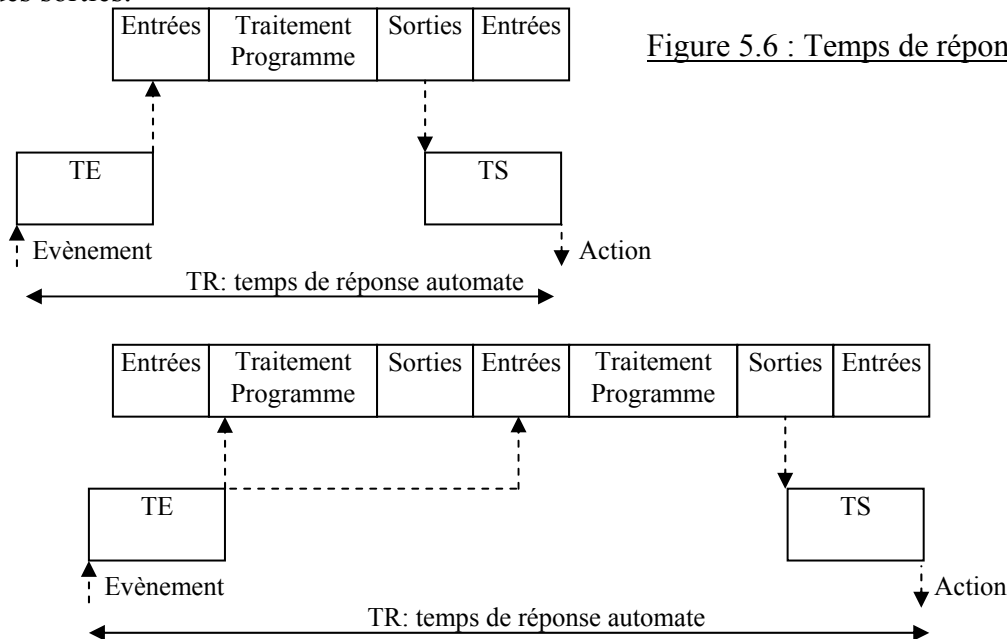 sorties.
Entrées Traitement Programme Sorties Entrées
Figure 5.6 : Temps de
TE
TS
Evènement
Action
TR: temps de réponse automate
Entrées Traitement Programme Sorties Entrées Traitement Programme Sorties Entrées
TE
TS
Evènement
Action
TR: temps de réponse automate